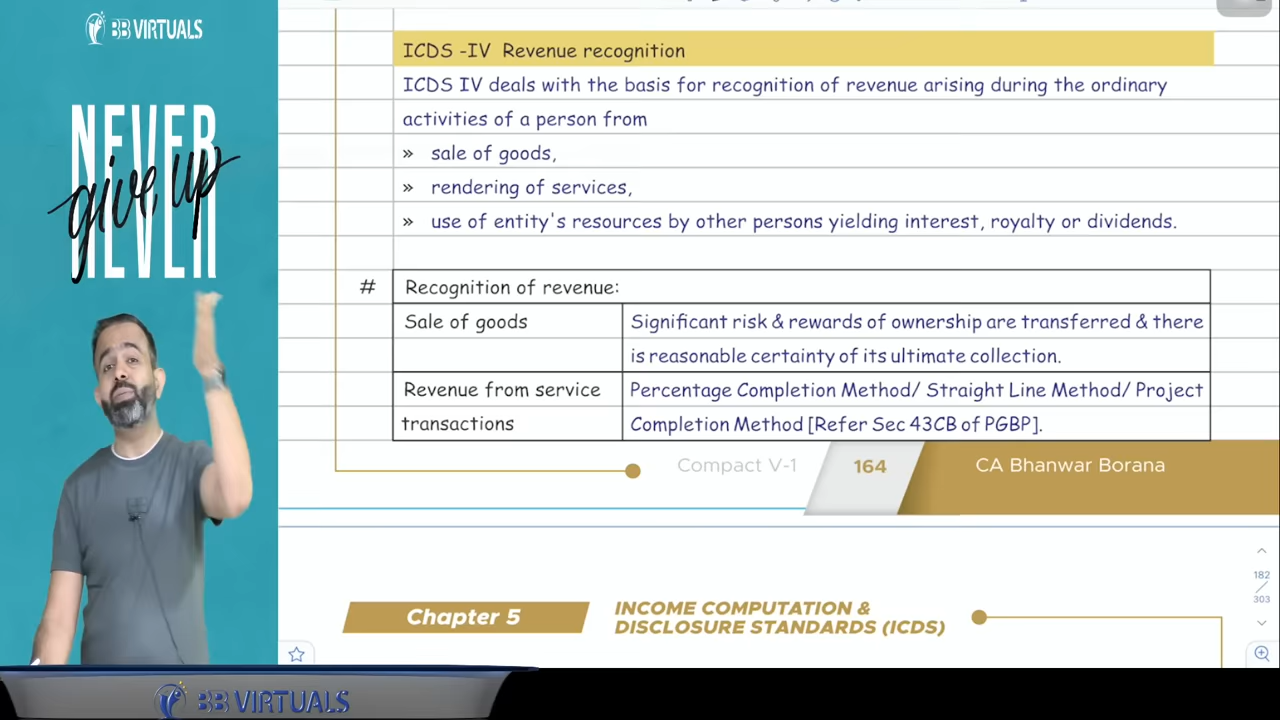 BB VIRTUALS
NEVER
give up
NEVER
ICDS -IV Revenue recognition
ICDS IV deals with the basis for recognition of revenue arising during the ordinary
activities of a person from
» sale of goods,
» rendering of services,
» use of entity's resources by other persons yielding interest, royalty or dividends.
# Recognition of revenue:
Sale of goods
Significant risk & rewards of ownership are transferred & there
is reasonable certainty of its ultimate collection.
Revenue from service
transactions
Percentage Completion Method/ Straight Line Method/ Project
Completion Method [Refer Sec 43CB of PGBP].
Compact V-1 164 CA Bhanwar Borana
182
303
Chapter 5
INCOME COMPUTATION &
DISCLOSURE STANDARDS (ICDS)
BB VIRTUALS